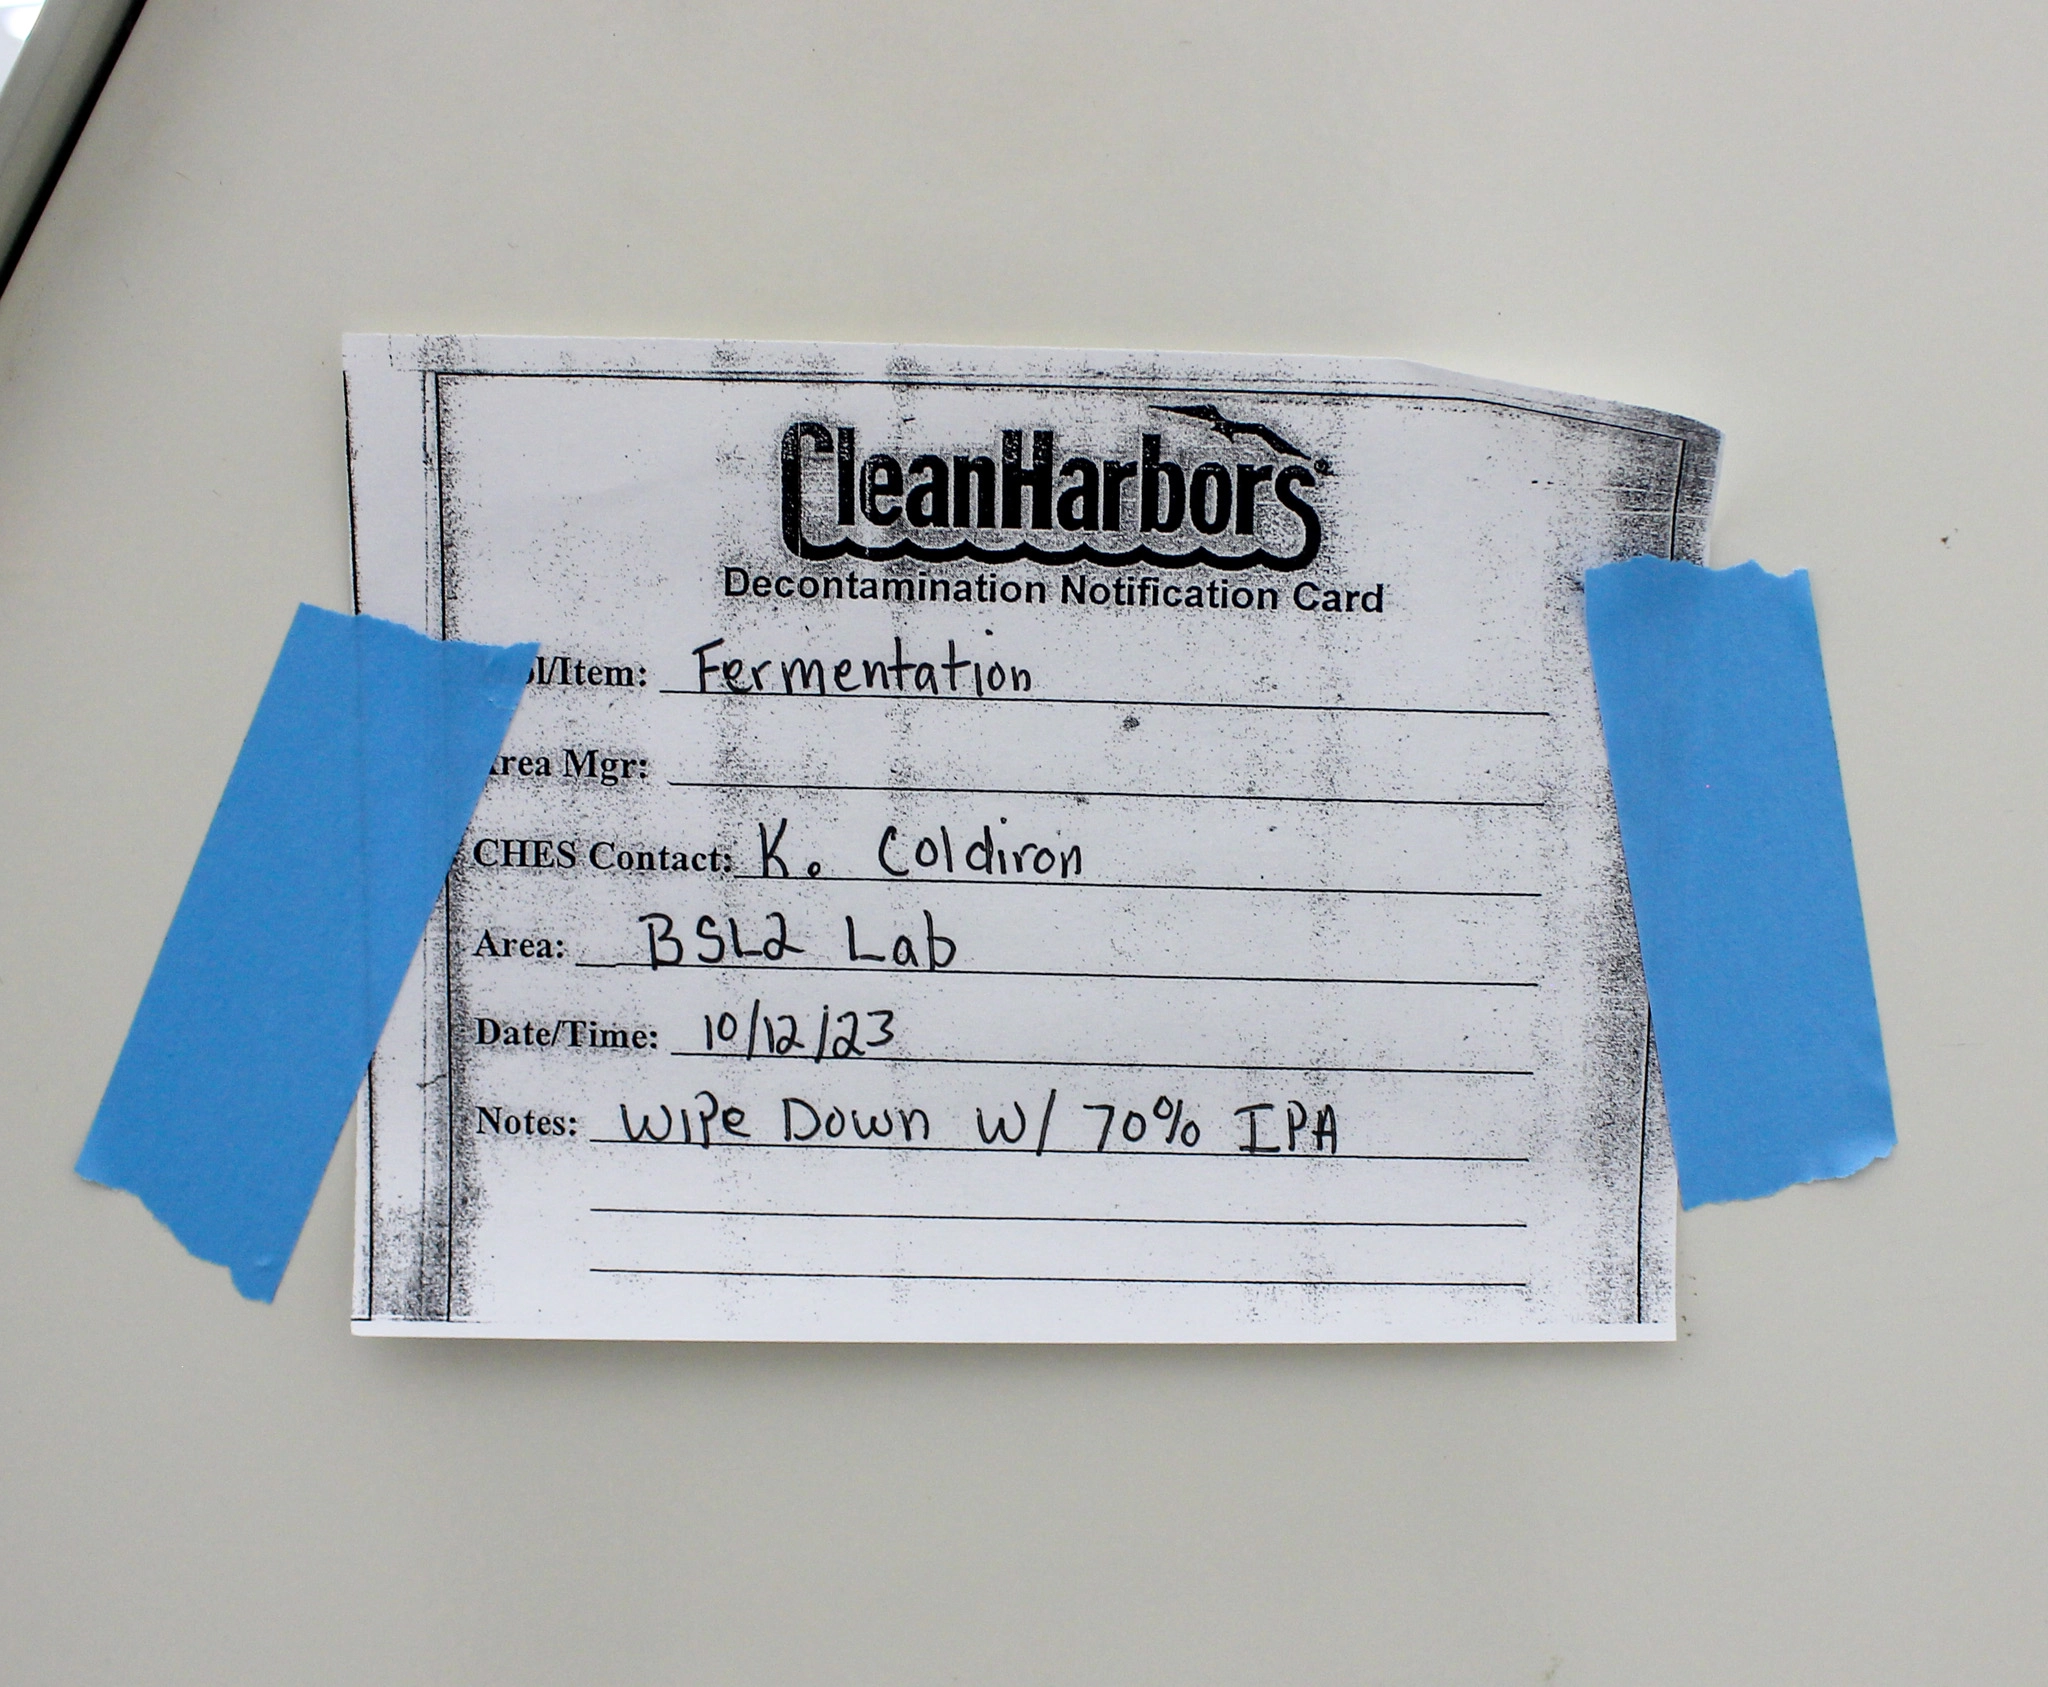 CleanHarbors®
Decontamination Notification Card
l/Item: Fermentation
rea Mgr:
CHES Contact: K. Coldiron
Area: BSL2 Lab
Date/Time: 10/12/23
Notes: Wipe Down W/ 70% IPA